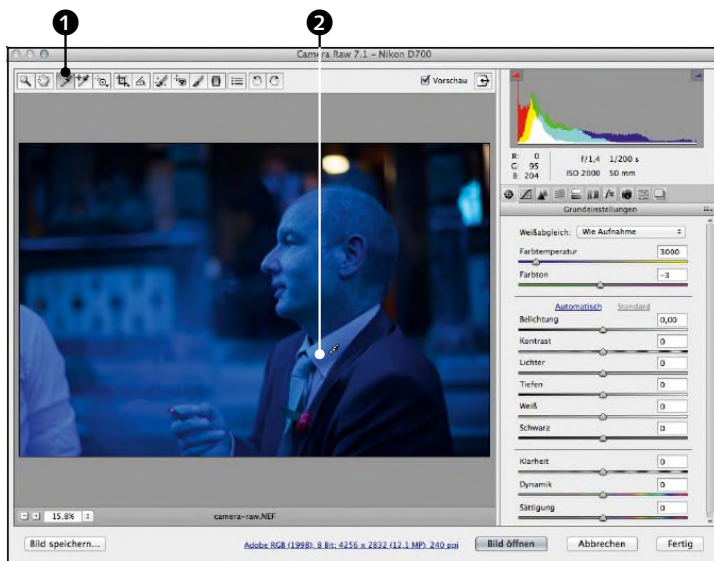 1 2
Camera Raw 7.1 – Nikon D700
Vorschau
R: 0
G: 95
B: 204
f/1,4 1/200 s
ISO 2000 50 mm
Grundeinstellungen
Weißabgleich: Wie Aufnahme
Farbtemperatur 3000
Farbton -3
Automatisch Standard
Belichtung 0,00
Kontrast 0
Lichter 0
Tiefen 0
Weiß 0
Schwarz 0
Klarheit 0
Dynamik 0
Sättigung 0
15.8% camera-raw.NEF
Bild speichern... Adobe RGB (1998); 8 Bit; 4256 x 2832 (12,1 MP); 240 ppi Bild öffnen Abbrechen Fertig